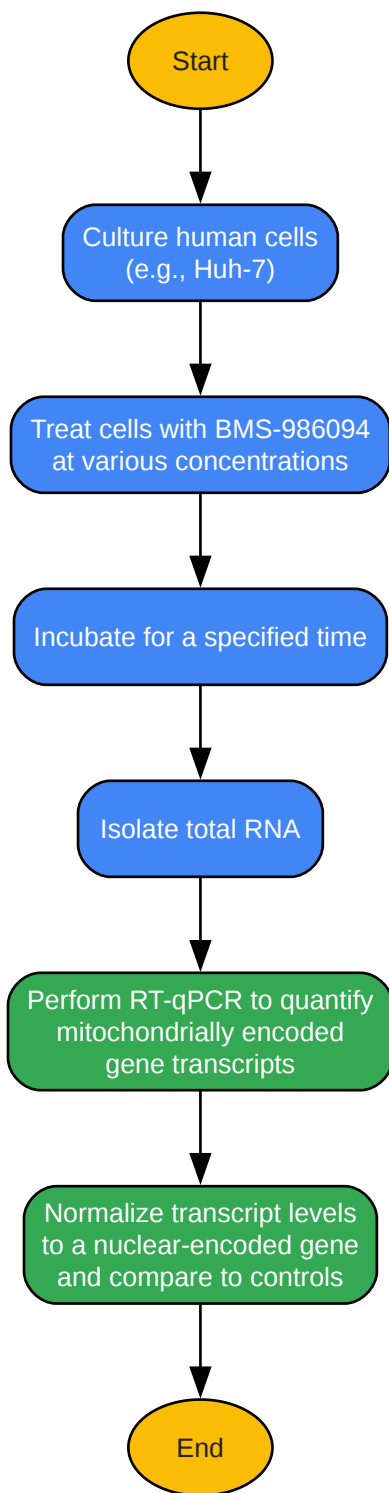 Start
Culture human cells
(e.g., Huh-7)
Treat cells with BMS-986094
at various concentrations
Incubate for a specified time
Isolate total RNA
Perform RT-qPCR to quantify
mitochondrially encoded
gene transcripts
Normalize transcript levels
to a nuclear-encoded gene
and compare to controls
End